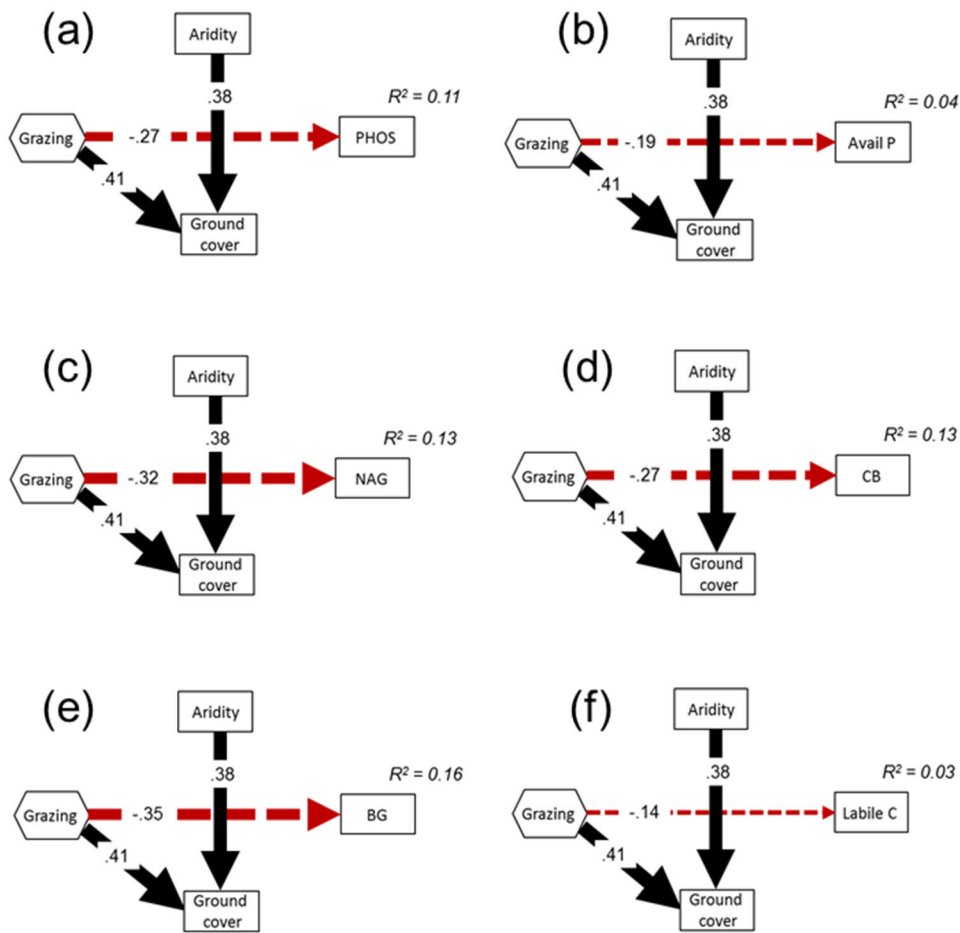 (a)
Aridity
R² = 0.11
.38
Grazing
-.27
PHOS
.41
Ground
cover
(b)
Aridity
R² = 0.04
.38
Grazing
-.19
Avail P
.41
Ground
cover
(c)
Aridity
R² = 0.13
.38
Grazing
-.32
NAG
.41
Ground
cover
(d)
Aridity
R² = 0.13
.38
Grazing
-.27
CB
.41
Ground
cover
(e)
Aridity
R² = 0.16
.38
Grazing
-.35
BG
.41
Ground
cover
(f)
Aridity
R² = 0.03
.38
Grazing
-.14
Labile C
.41
Ground
cover